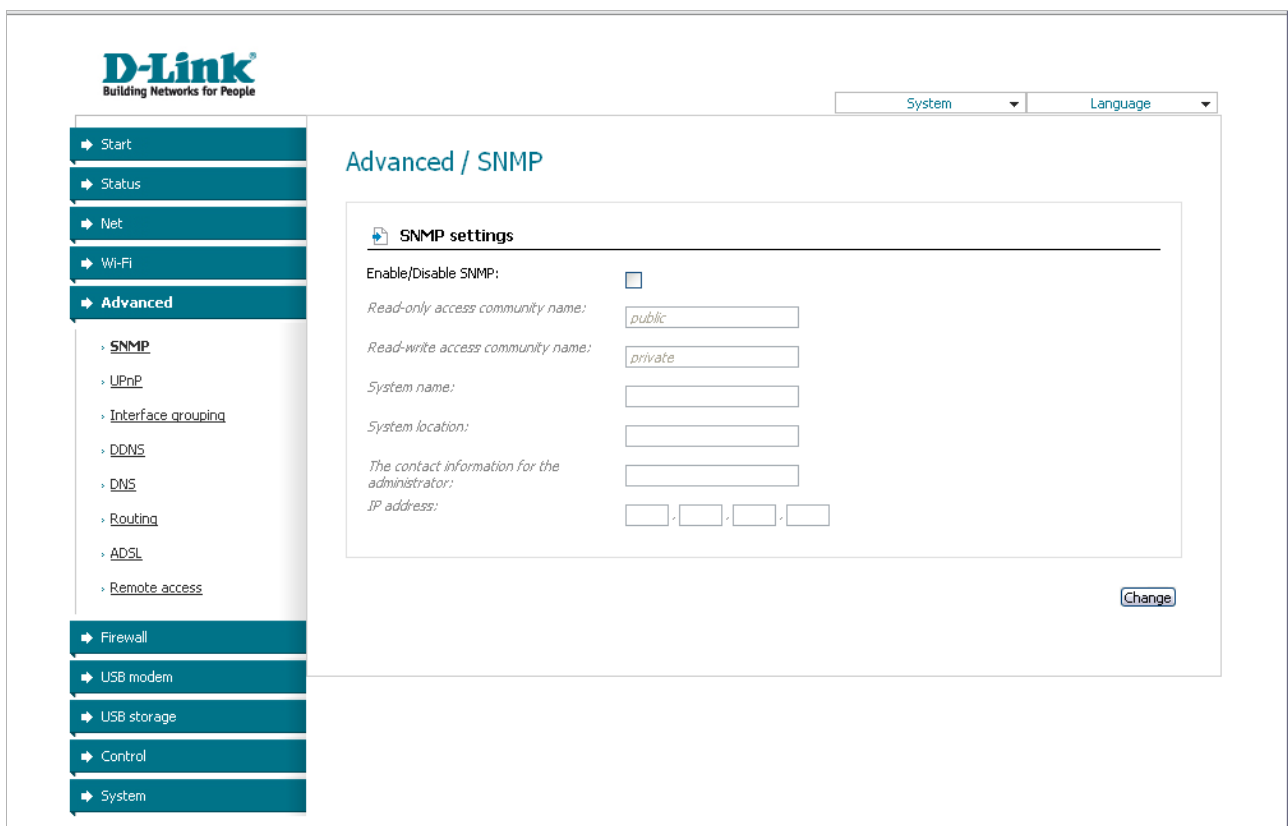 D-Link®
Building Networks for People
System Language
Start
Status
Net
Wi-Fi
Advanced
SNMP
UPnP
Interface grouping
DDNS
DNS
Routing
ADSL
Remote access
Firewall
USB modem
USB storage
Control
System
Advanced / SNMP
SNMP settings
Enable/Disable SNMP:
Read-only access community name: public
Read-write access community name: private
System name:
System location:
The contact information for the
administrator:
IP address: . . .
Change